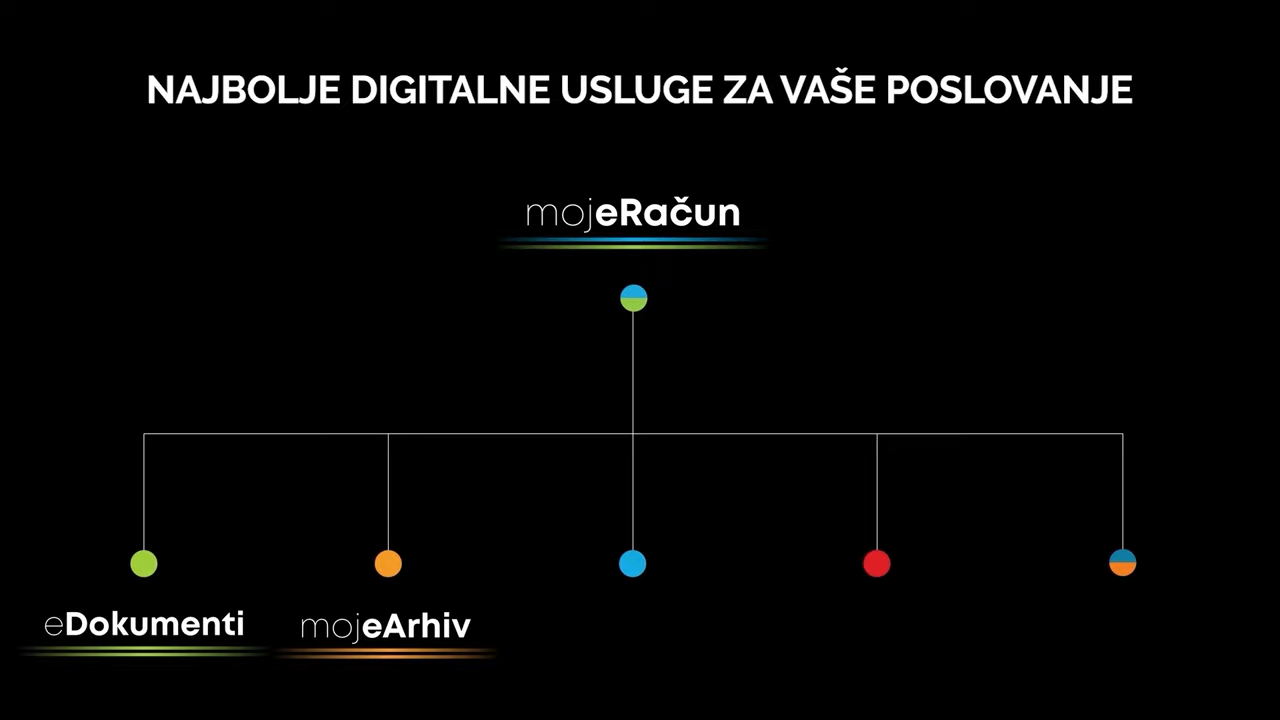 NAJBOLJE DIGITALNE USLUGE ZA VAŠE POSLOVANJE
mojeRačun
eDokumenti
mojeArhiv